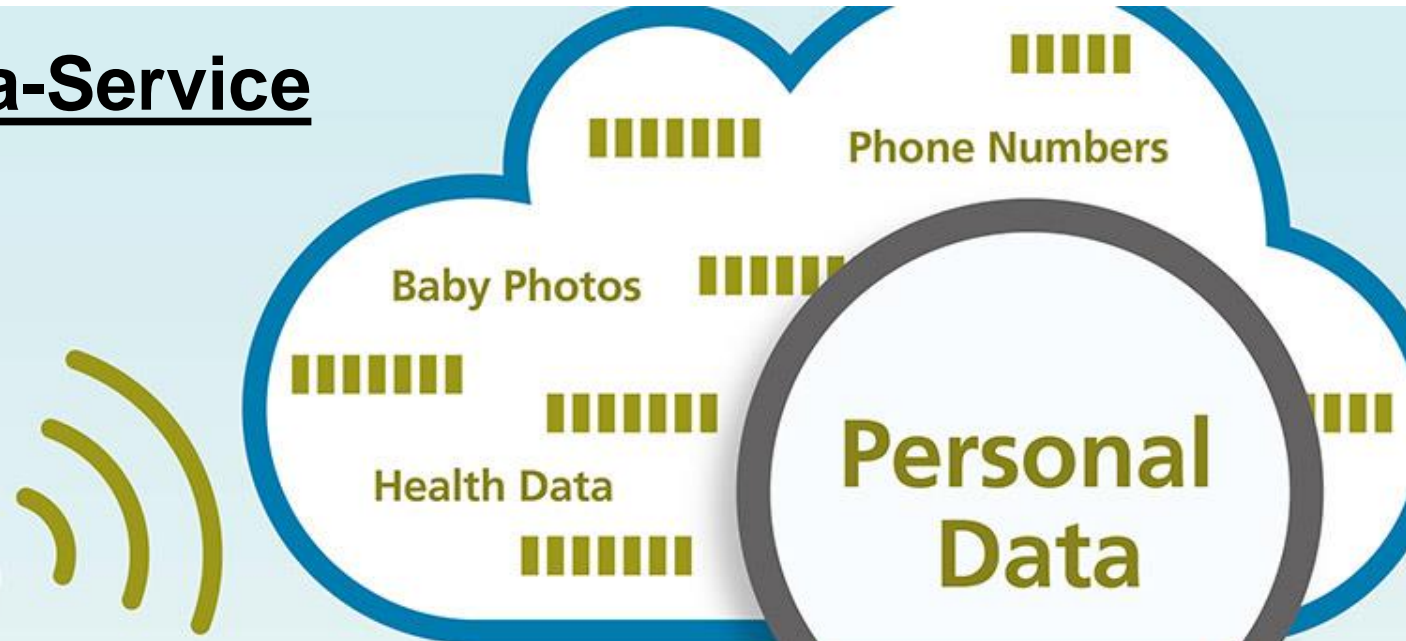 a-Service
Phone Numbers
Baby Photos
Health Data
Personal
Data